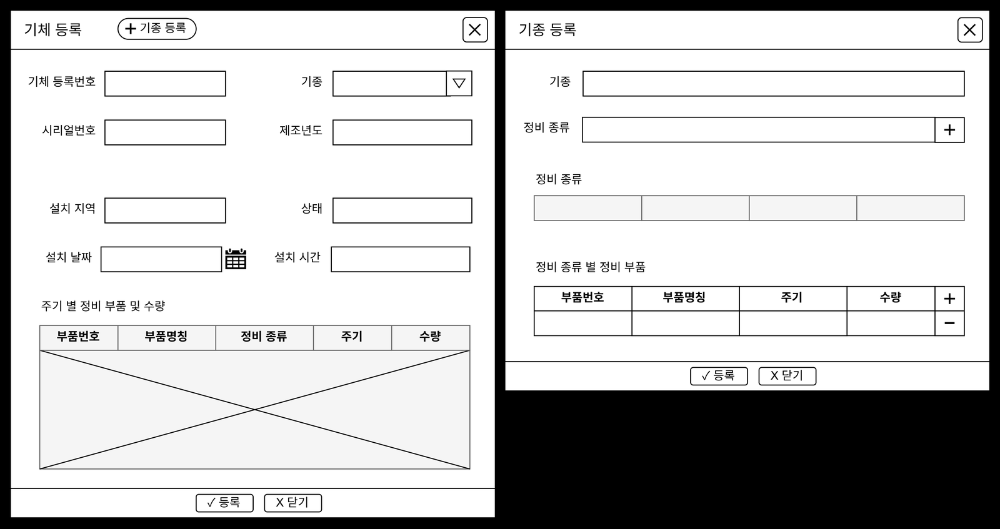 기체 등록
+ 기종 등록
기체 등록번호
기종
시리얼번호
제조년도
설치 지역
상태
설치 날짜
설치 시간
주기 별 정비 부품 및 수량
부품번호 부품명칭 정비 종류 주기 수량
✓ 등록
X 닫기
기종 등록
기종
정비 종류
+
정비 종류
정비 종류 별 정비 부품
부품번호 부품명칭 주기 수량 +
−
✓ 등록
X 닫기